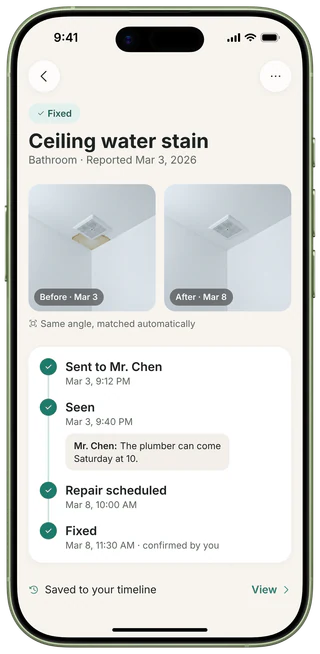 9:41
Fixed
Ceiling water stain
Bathroom · Reported Mar 3, 2026
Before · Mar 3
After · Mar 8
Same angle, matched automatically
Sent to Mr. Chen
Mar 3, 9:12 PM
Seen
Mar 3, 9:40 PM
Mr. Chen: The plumber can come
Saturday at 10.
Repair scheduled
Mar 8, 10:00 AM
Fixed
Mar 8, 11:30 AM · confirmed by you
Saved to your timeline
View